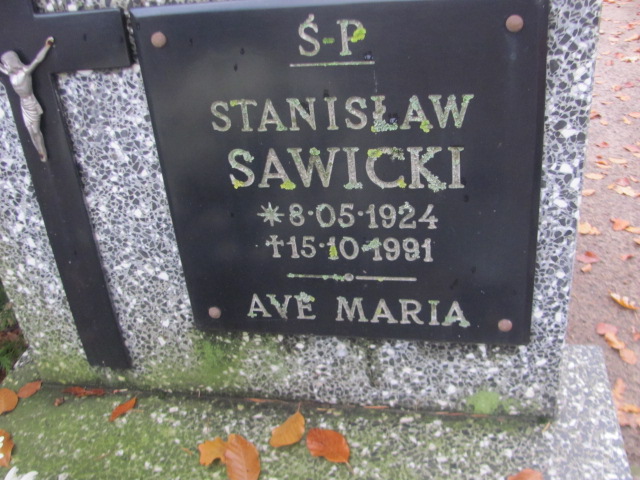 Ś-P
STANISŁAW
SAWICKI
*8·05·1924
†15·10·1991
AVE MARIA